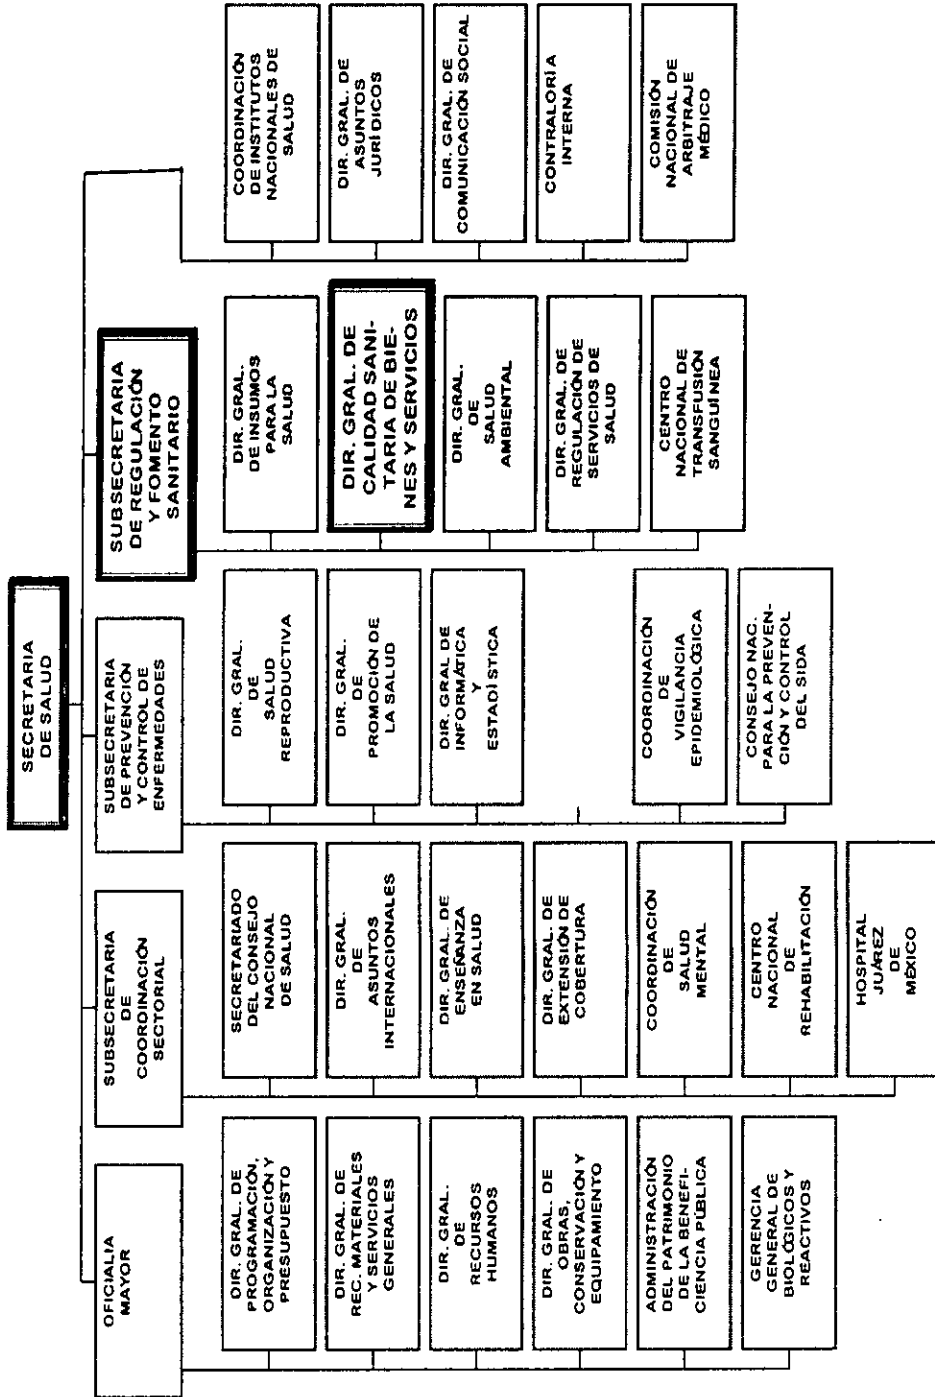 SECRETARIA
DE SALUD
OFICIALIA
MAYOR
SUBSECRETARIA
DE
COORDINACIÓN
SECTORIAL
SUBSECRETARIA
DE PREVENCIÓN
Y CONTROL DE
ENFERMEDADES
SUBSECRETARIA
DE REGULACIÓN
Y FOMENTO
SANITARIO
DIR. GRAL. DE
PROGRAMACIÓN,
ORGANIZACIÓN Y
PRESUPUESTO
DIR. GRAL. DE
REC. MATERIALES
Y SERVICIOS
GENERALES
DIR. GRAL.
DE
RECURSOS
HUMANOS
DIR. GRAL. DE
OBRAS,
CONSERVACIÓN Y
EQUIPAMIENTO
ADMINISTRACIÓN
DEL PATRIMONIO
DE LA BENEFI-
CIENCIA PÚBLICA
GERENCIA
GENERAL DE
BIOLÓGICOS Y
REACTIVOS
SECRETARIADO
DEL CONSEJO
NACIONAL
DE SALUD
DIR. GRAL.
DE
ASUNTOS
INTERNACIONALES
DIR. GRAL. DE
ENSEÑANZA
EN SALUD
DIR. GRAL. DE
EXTENSIÓN DE
COBERTURA
COORDINACIÓN
DE
SALUD
MENTAL
CENTRO
NACIONAL
DE
REHABILITACIÓN
HOSPITAL
JUÁREZ
DE
MÉXICO
DIR. GRAL.
DE
SALUD
REPRODUCTIVA
DIR. GRAL.
DE
PROMOCIÓN DE
LA SALUD
DIR. GRAL DE
INFORMÁTICA
Y
ESTADÍSTICA
COORDINACIÓN
DE
VIGILANCIA
EPIDEMIOLÓGICA
CONSEJO NAC.
PARA LA PREVEN-
CIÓN Y CONTROL
DEL SIDA
DIR. GRAL.
DE INSUMOS
PARA LA
SALUD
DIR. GRAL. DE
CALIDAD SANI-
TARIA DE BIE-
NES Y SERVICIOS
DIR. GRAL.
DE
SALUD
AMBIENTAL
DIR. GRAL. DE
REGULACIÓN DE
SERVICIOS DE
SALUD
CENTRO
NACIONAL DE
TRANSFUSIÓN
SANGUÍNEA
COORDINACIÓN
DE INSTITUTOS
NACIONALES DE
SALUD
DIR. GRAL. DE
ASUNTOS
JURÍDICOS
DIR. GRAL. DE
COMUNICACIÓN SOCIAL
CONTRALORÍA
INTERNA
COMISIÓN
NACIONAL DE
ARBITRAJE
MÉDICO